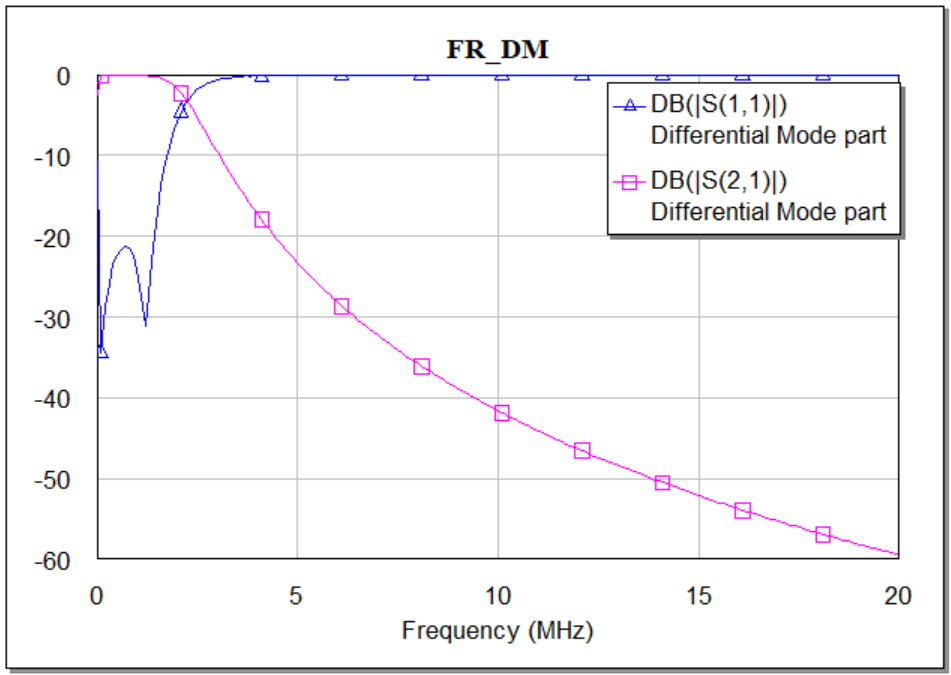 FR_DM
0
-10
-20
-30
-40
-50
-60
DB(|S(1,1)|)
Differential Mode part
DB(|S(2,1)|)
Differential Mode part
0 5 10 15 20
Frequency (MHz)